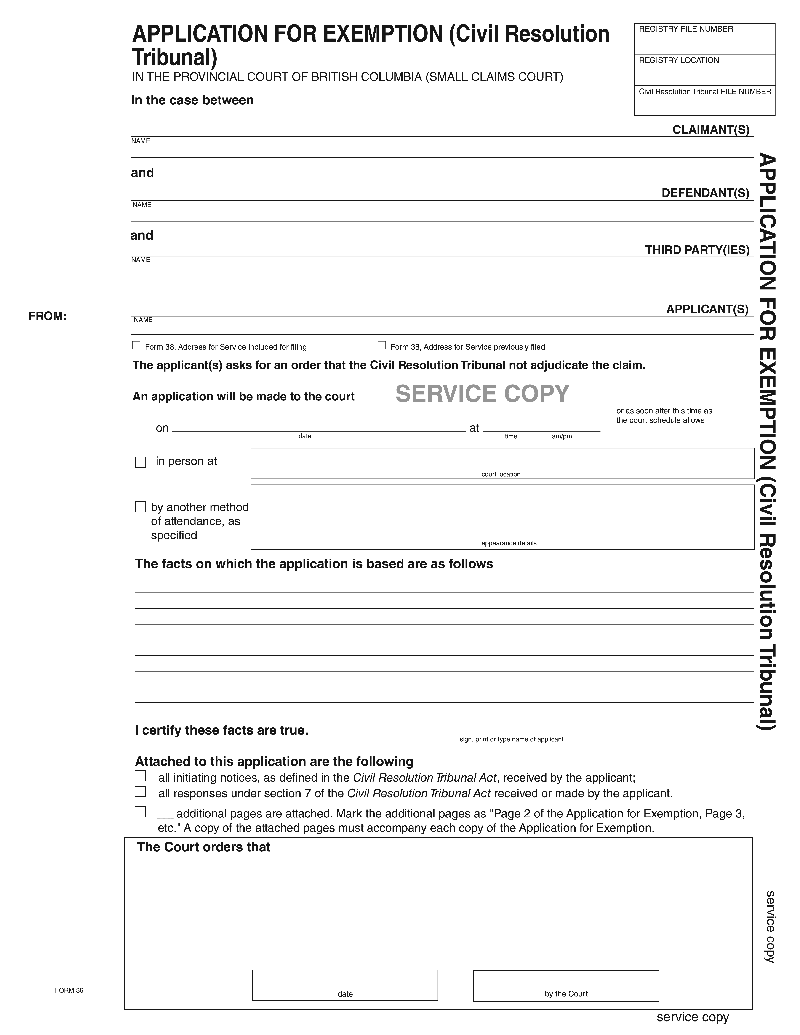 APPLICATION FOR EXEMPTION (Civil Resolution
Tribunal)
IN THE PROVINCIAL COURT OF BRITISH COLUMBIA (SMALL CLAIMS COURT)
In the case between
REGISTRY FILE NUMBER
REGISTRY LOCATION
Civil Resolution Tribunal FILE NUMBER
CLAIMANT(S)
NAME
and
DEFENDANT(S)
NAME
and
THIRD PARTY(IES)
NAME
FROM:
APPLICANT(S)
NAME
Form 38, Address for Service included for filing
Form 38, Address for Service previously filed
The applicant(s) asks for an order that the Civil Resolution Tribunal not adjudicate the claim.
An application will be made to the court
SERVICE COPY
on
date
at
time am/pm
or as soon after this time as
the court schedule allows
in person at
court location
by another method
of attendance, as
specified
appearance details
The facts on which the application is based are as follows
I certify these facts are true.
sign, print or type name of applicant
Attached to this application are the following
all initiating notices, as defined in the Civil Resolution Tribunal Act, received by the applicant;
all responses under section 7 of the Civil Resolution Tribunal Act received or made by the applicant.
___ additional pages are attached. Mark the additional pages as "Page 2 of the Application for Exemption, Page 3,
etc." A copy of the attached pages must accompany each copy of the Application for Exemption.
The Court orders that
date
by the Court
FORM 36
service copy
APPLICATION FOR EXEMPTION (Civil Resolution Tribunal)
service copy